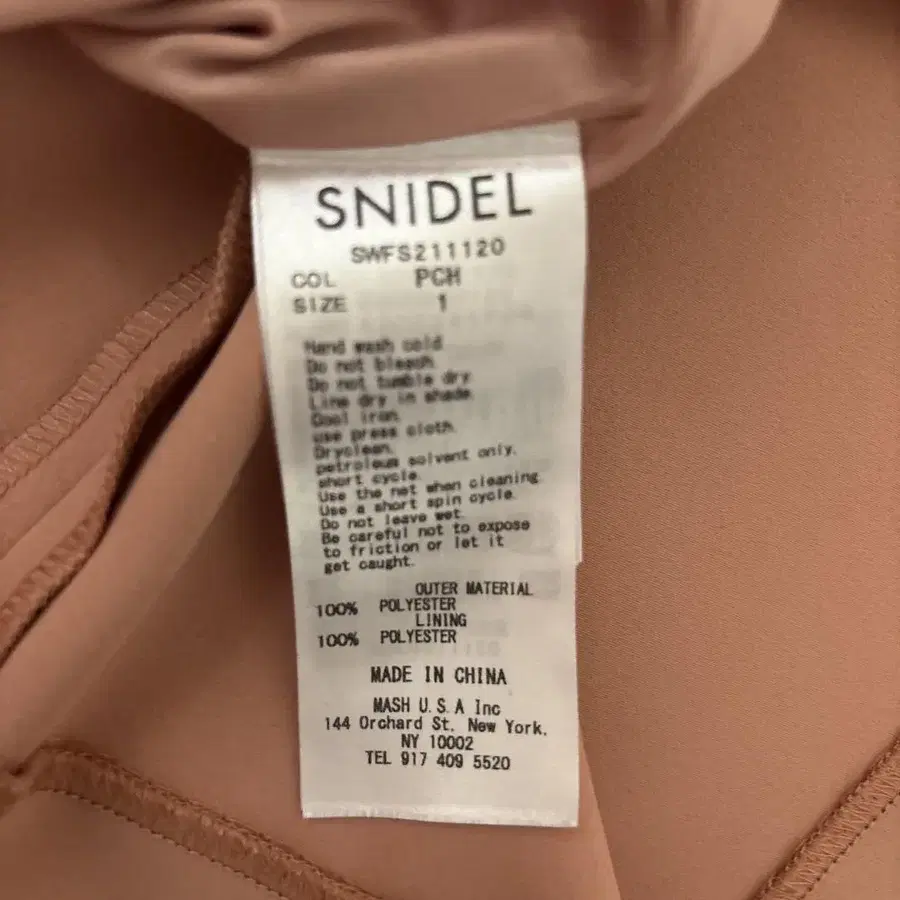 SNIDEL
SWFS211120
COL PCH
SIZE 1
Hand wash cold
Do not bleach.
Do not tumble dry
Line dry in shade.
Cool iron.
use press cloth.
Dryclean.
petroleum solvent only.
short cycle.
Use the net when cleaning
Use a short spin cycle.
Do not leave wet.
Be careful not to expose
to friction or let it
get caught.
OUTER MATERIAL
100% POLYESTER
LINING
100% POLYESTER
MADE IN CHINA
MASH U.S.A Inc
144 Orchard St, New York,
NY 10002
TEL 917 409 5520